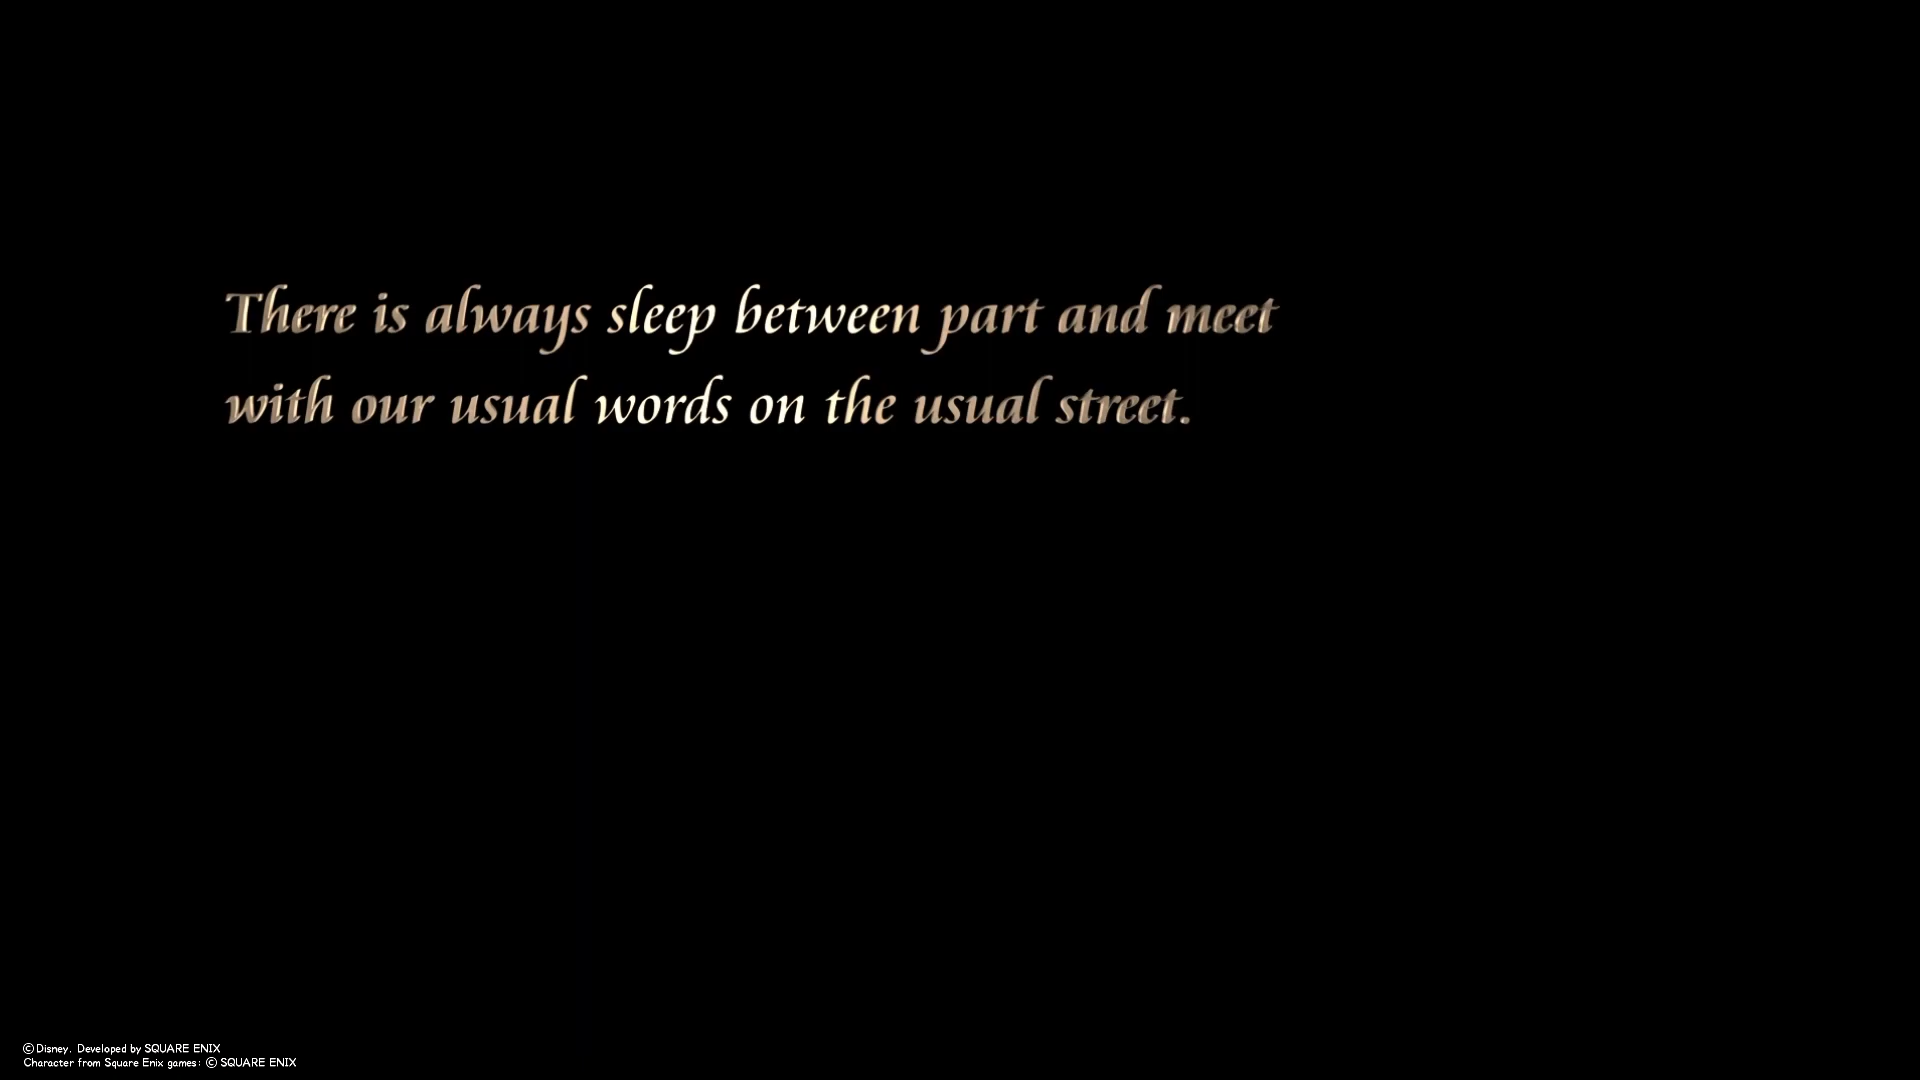 There is always sleep between part and meet
with our usual words on the usual street.
©Disney. Developed by SQUARE ENIX
Character from Square Enix games: © SQUARE ENIX